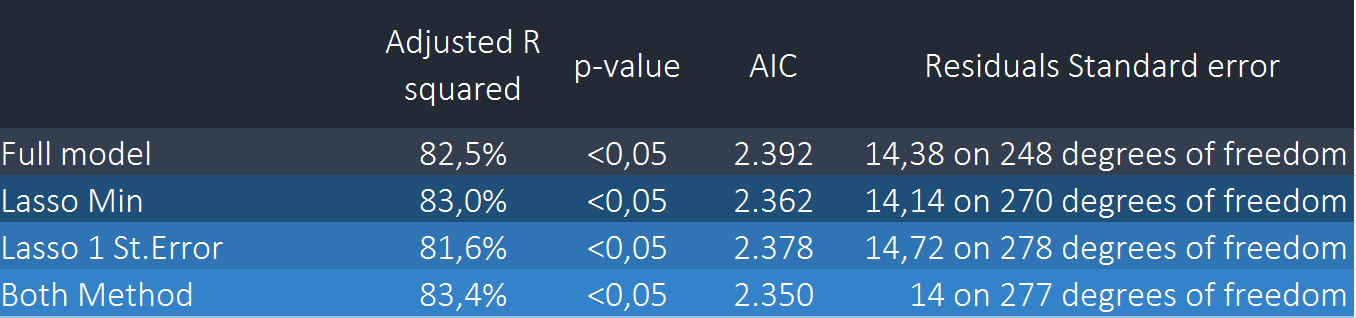 Adjusted R
squared p-value AIC Residuals Standard error
Full model 82,5% <0,05 2.392 14,38 on 248 degrees of freedom
Lasso Min 83,0% <0,05 2.362 14,14 on 270 degrees of freedom
Lasso 1 St.Error 81,6% <0,05 2.378 14,72 on 278 degrees of freedom
Both Method 83,4% <0,05 2.350 14 on 277 degrees of freedom